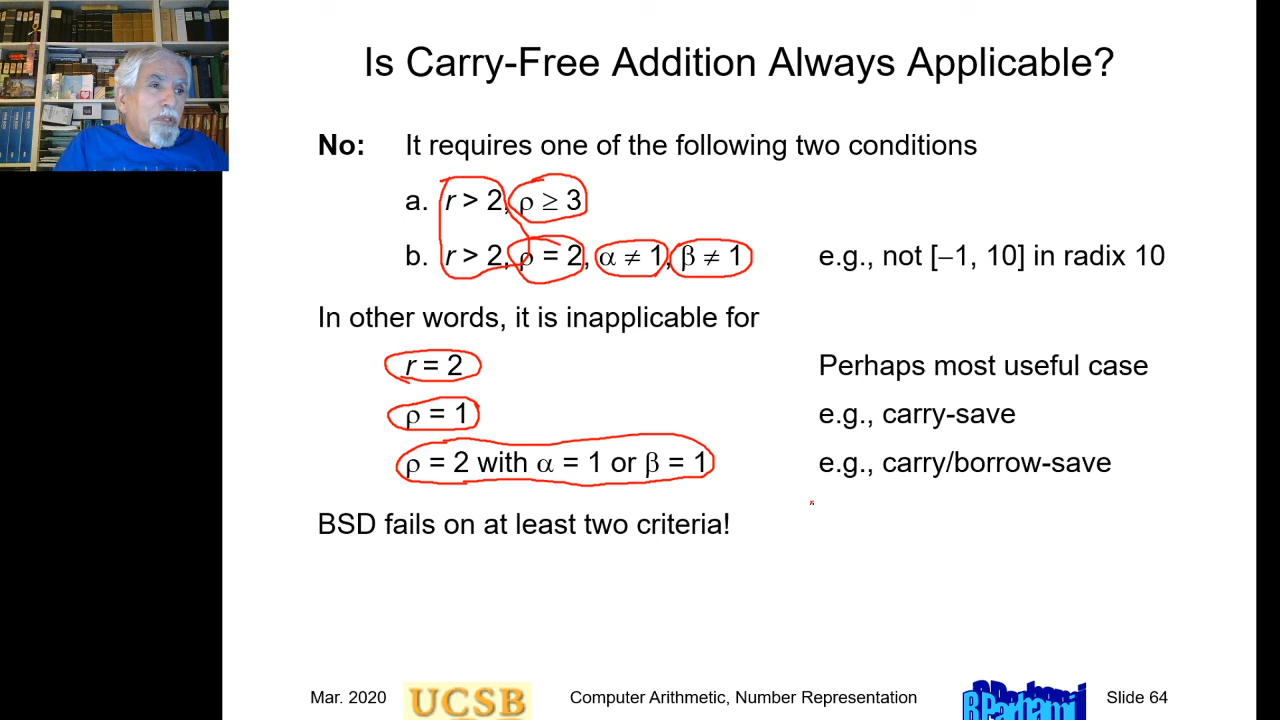 Is Carry-Free Addition Always Applicable?
No: It requires one of the following two conditions
a. r > 2, ρ ≥ 3
b. r > 2, ρ = 2, α ≠ 1, β ≠ 1 e.g., not [−1, 10] in radix 10
In other words, it is inapplicable for
r = 2 Perhaps most useful case
ρ = 1 e.g., carry-save
ρ = 2 with α = 1 or β = 1 e.g., carry/borrow-save
BSD fails on at least two criteria!
Mar. 2020 UCSB Computer Arithmetic, Number Representation B Parhami Slide 64